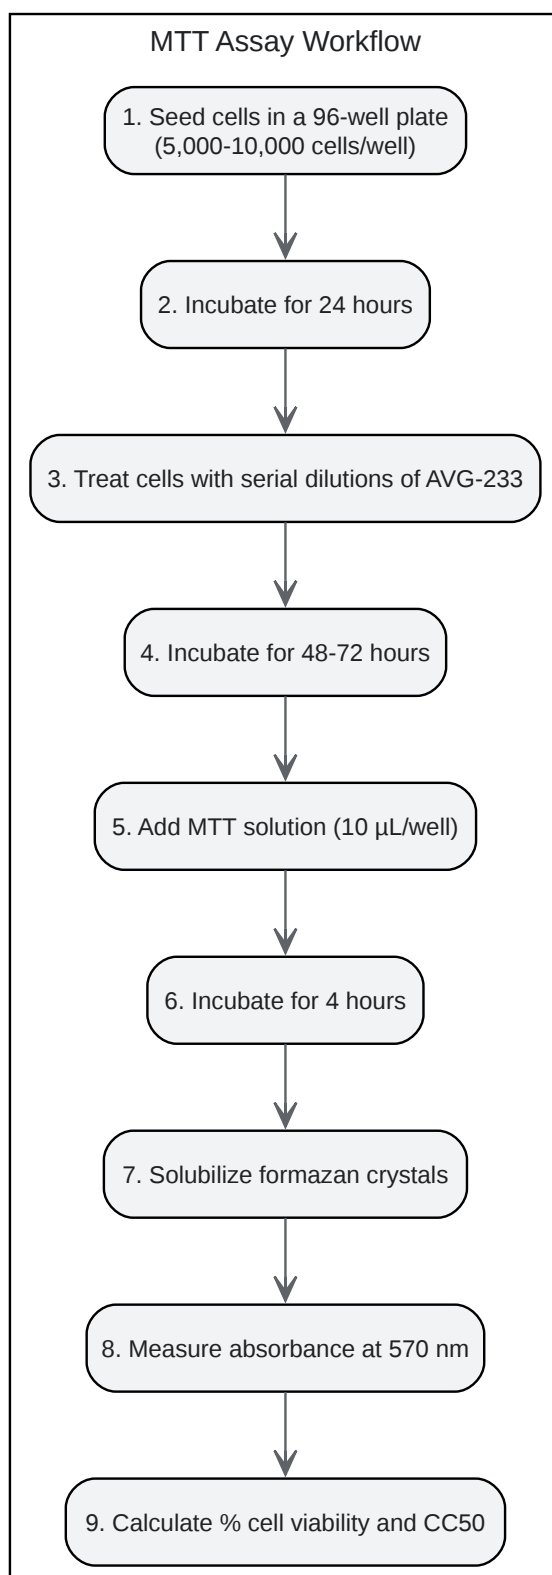 MTT Assay Workflow
1. Seed cells in a 96-well plate
(5,000-10,000 cells/well)
2. Incubate for 24 hours
3. Treat cells with serial dilutions of AVG-233
4. Incubate for 48-72 hours
5. Add MTT solution (10 µL/well)
6. Incubate for 4 hours
7. Solubilize formazan crystals
8. Measure absorbance at 570 nm
9. Calculate % cell viability and CC50